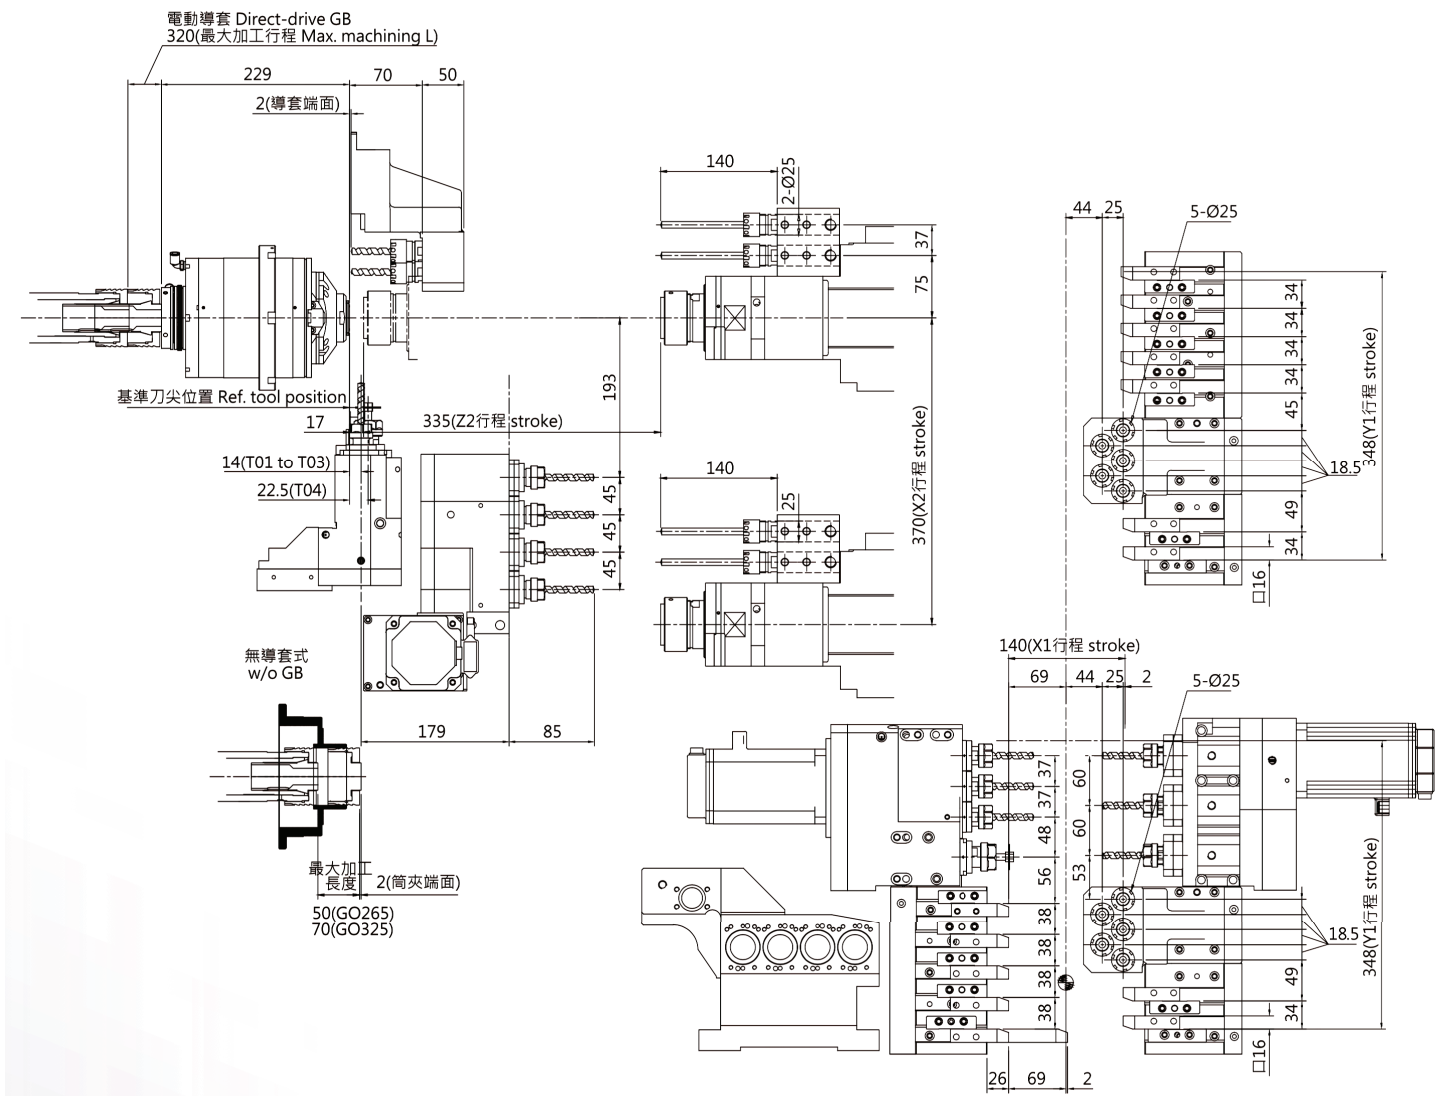 電動導套 Direct-drive GB
320(最大加工行程 Max. machining L)
229
70
50
2(導套端面)
140
2-Ø25
37
75
44
25
5-Ø25
34
34
34
34
45
18.5
49
34
口16
348(Y1行程 stroke)
基準刀尖位置 Ref. tool position
17
335(Z2行程 stroke)
193
14(T01 to T03)
22.5(T04)
45
45
45
140
25
370(X2行程 stroke)
無導套式
w/o GB
179
85
最大加工
長度
2(筒夾端面)
50(GO265)
70(GO325)
140(X1行程 stroke)
69
44
25
2
5-Ø25
37
37
48
56
38
38
38
38
60
60
53
18.5
49
34
口16
348(Y1行程 stroke)
26
69
2